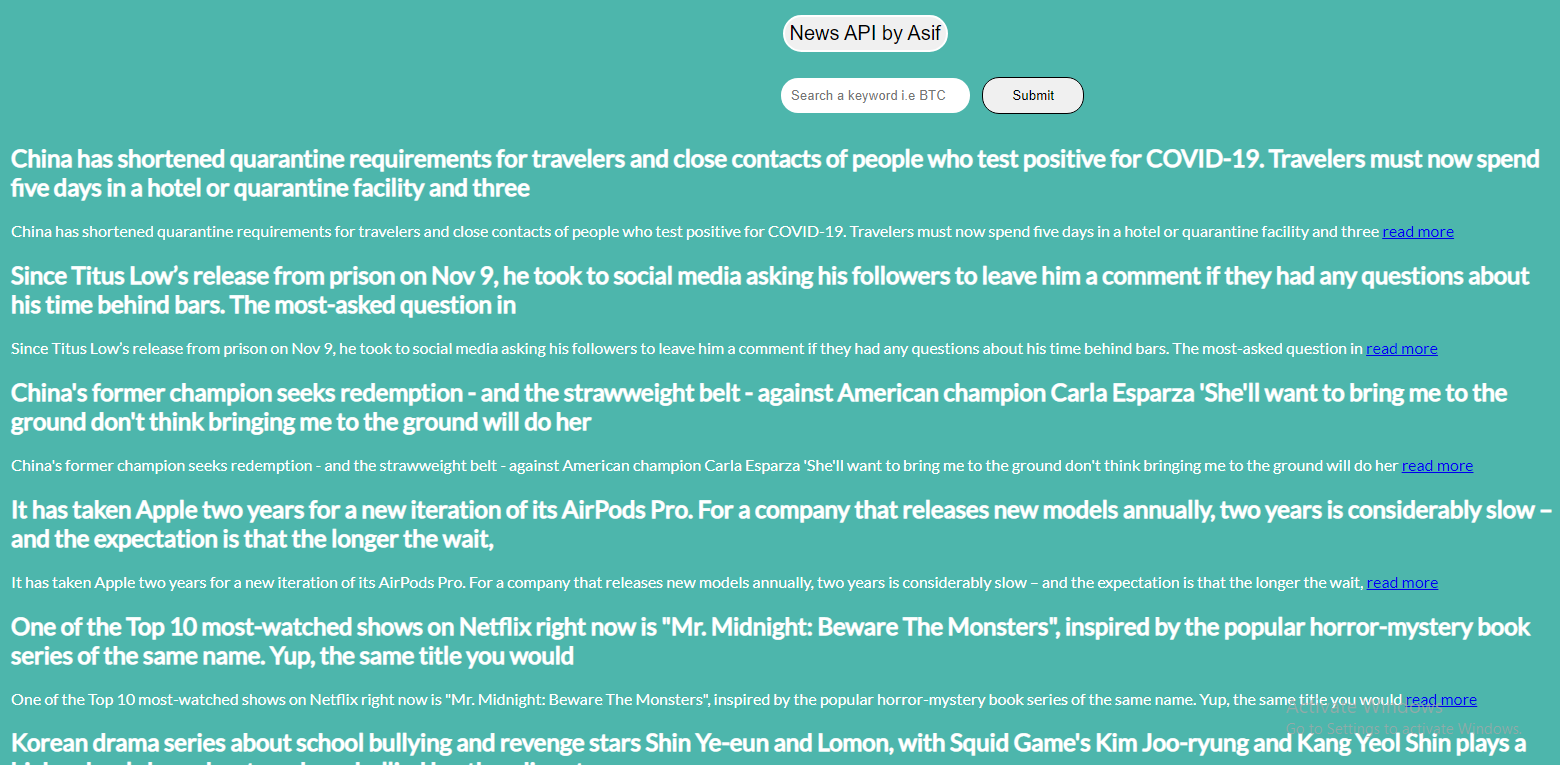 News API by Asif
Search a keyword i.e BTC
Submit
China has shortened quarantine requirements for travelers and close contacts of people who test positive for COVID-19. Travelers must now spend
five days in a hotel or quarantine facility and three
China has shortened quarantine requirements for travelers and close contacts of people who test positive for COVID-19. Travelers must now spend five days in a hotel or quarantine facility and three read more
Since Titus Low’s release from prison on Nov 9, he took to social media asking his followers to leave him a comment if they had any questions about
his time behind bars. The most-asked question in
Since Titus Low’s release from prison on Nov 9, he took to social media asking his followers to leave him a comment if they had any questions about his time behind bars. The most-asked question in read more
China's former champion seeks redemption - and the strawweight belt - against American champion Carla Esparza 'She'll want to bring me to the
ground don't think bringing me to the ground will do her
China's former champion seeks redemption - and the strawweight belt - against American champion Carla Esparza 'She'll want to bring me to the ground don't think bringing me to the ground will do her read more
It has taken Apple two years for a new iteration of its AirPods Pro. For a company that releases new models annually, two years is considerably slow –
and the expectation is that the longer the wait,
It has taken Apple two years for a new iteration of its AirPods Pro. For a company that releases new models annually, two years is considerably slow – and the expectation is that the longer the wait, read more
One of the Top 10 most-watched shows on Netflix right now is "Mr. Midnight: Beware The Monsters", inspired by the popular horror-mystery book
series of the same name. Yup, the same title you would
One of the Top 10 most-watched shows on Netflix right now is "Mr. Midnight: Beware The Monsters", inspired by the popular horror-mystery book series of the same name. Yup, the same title you would read more
Activate Windows
Go to Settings to activate Windows.
Korean drama series about school bullying and revenge stars Shin Ye-eun and Lomon, with Squid Game's Kim Joo-ryung and Kang Yeol Shin plays a